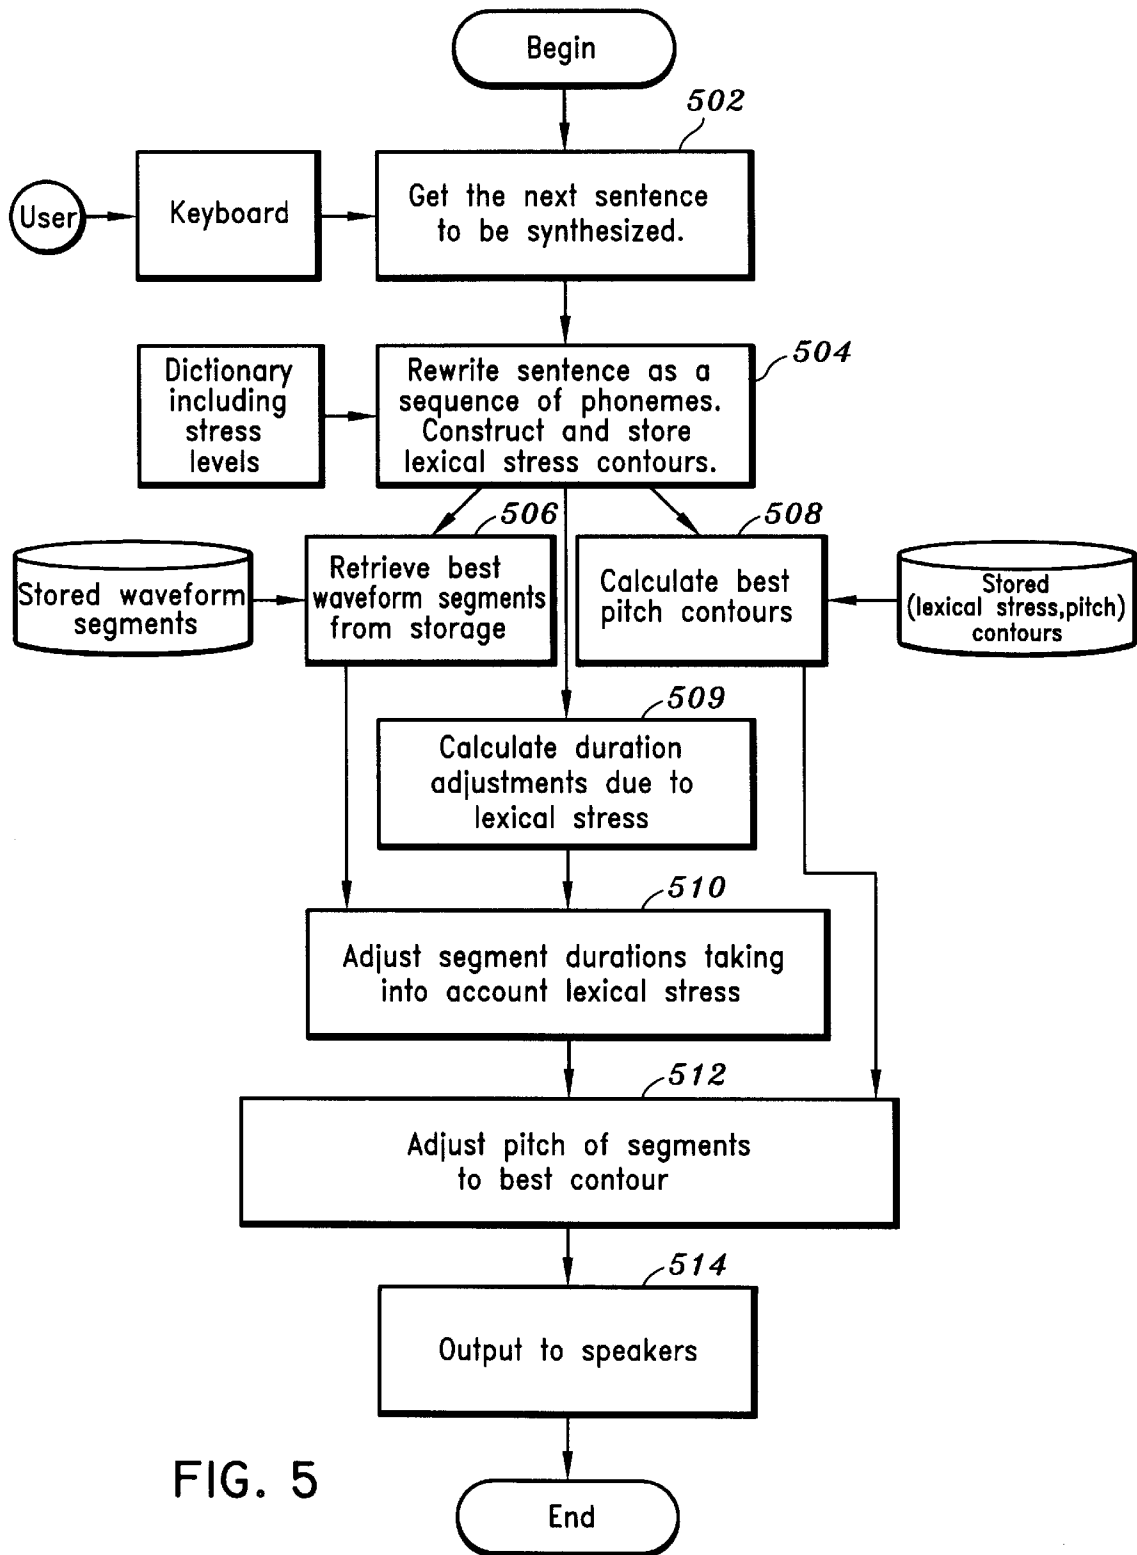 Begin
502
User
Keyboard
Get the next sentence
to be synthesized.
504
Dictionary
including
stress
levels
Rewrite sentence as a
sequence of phonemes.
Construct and store
lexical stress contours.
506
508
Stored waveform
segments
Retrieve best
waveform segments
from storage
Calculate best
pitch contours
Stored
(lexical stress,pitch)
contours
509
Calculate duration
adjustments due to
lexical stress
510
Adjust segment durations taking
into account lexical stress
512
Adjust pitch of segments
to best contour
514
Output to speakers
FIG. 5
End